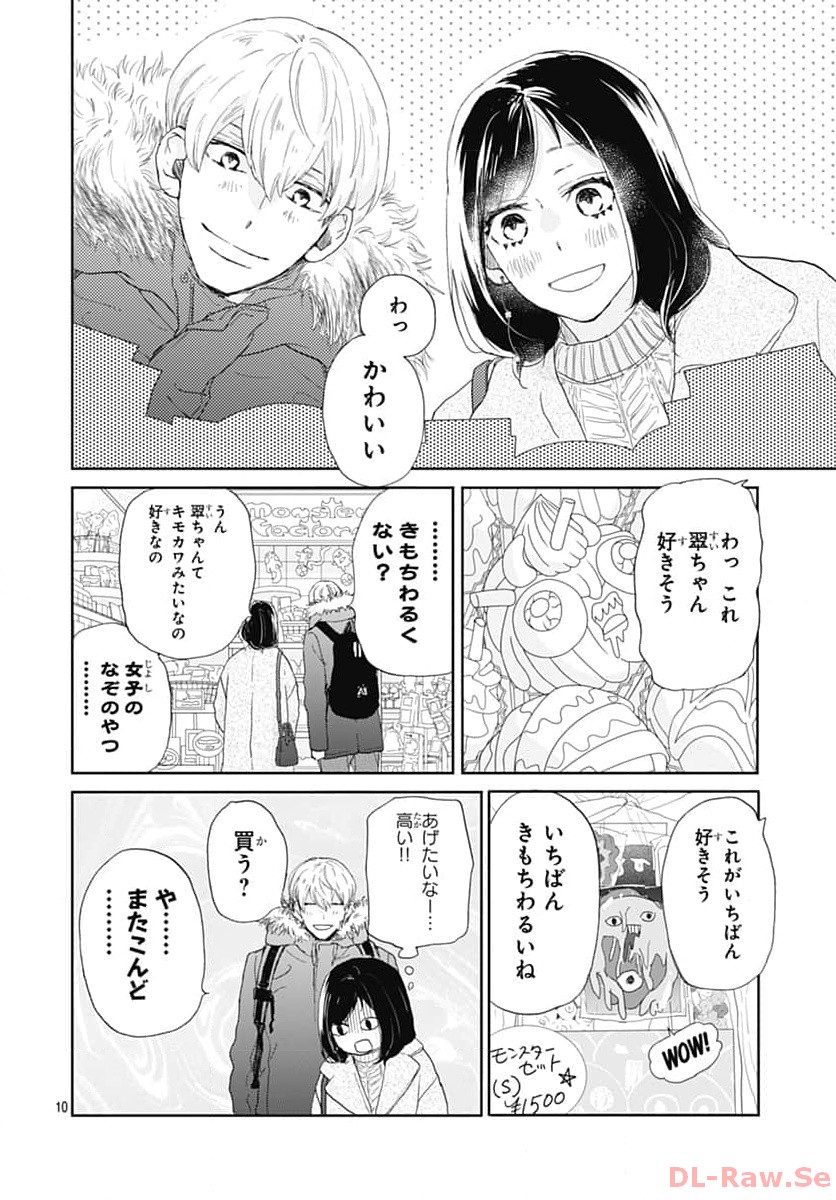 わっ
かわいい
わっ これ
翠ちゃん
好きそう
monster
factory
………
きもちわるく
ない?
うん
翠ちゃんて
キモカワみたいなの
好きなの
女子の
なぞのやつ
………
これがいちばん
好きそう
いちばん
きもちわるいね
WOW!
モンスター
ゼット☆
(S)
¥1500
あげたいなー…
高い!!
買う?
や……
またこんど
………
10
DL-Raw.Se